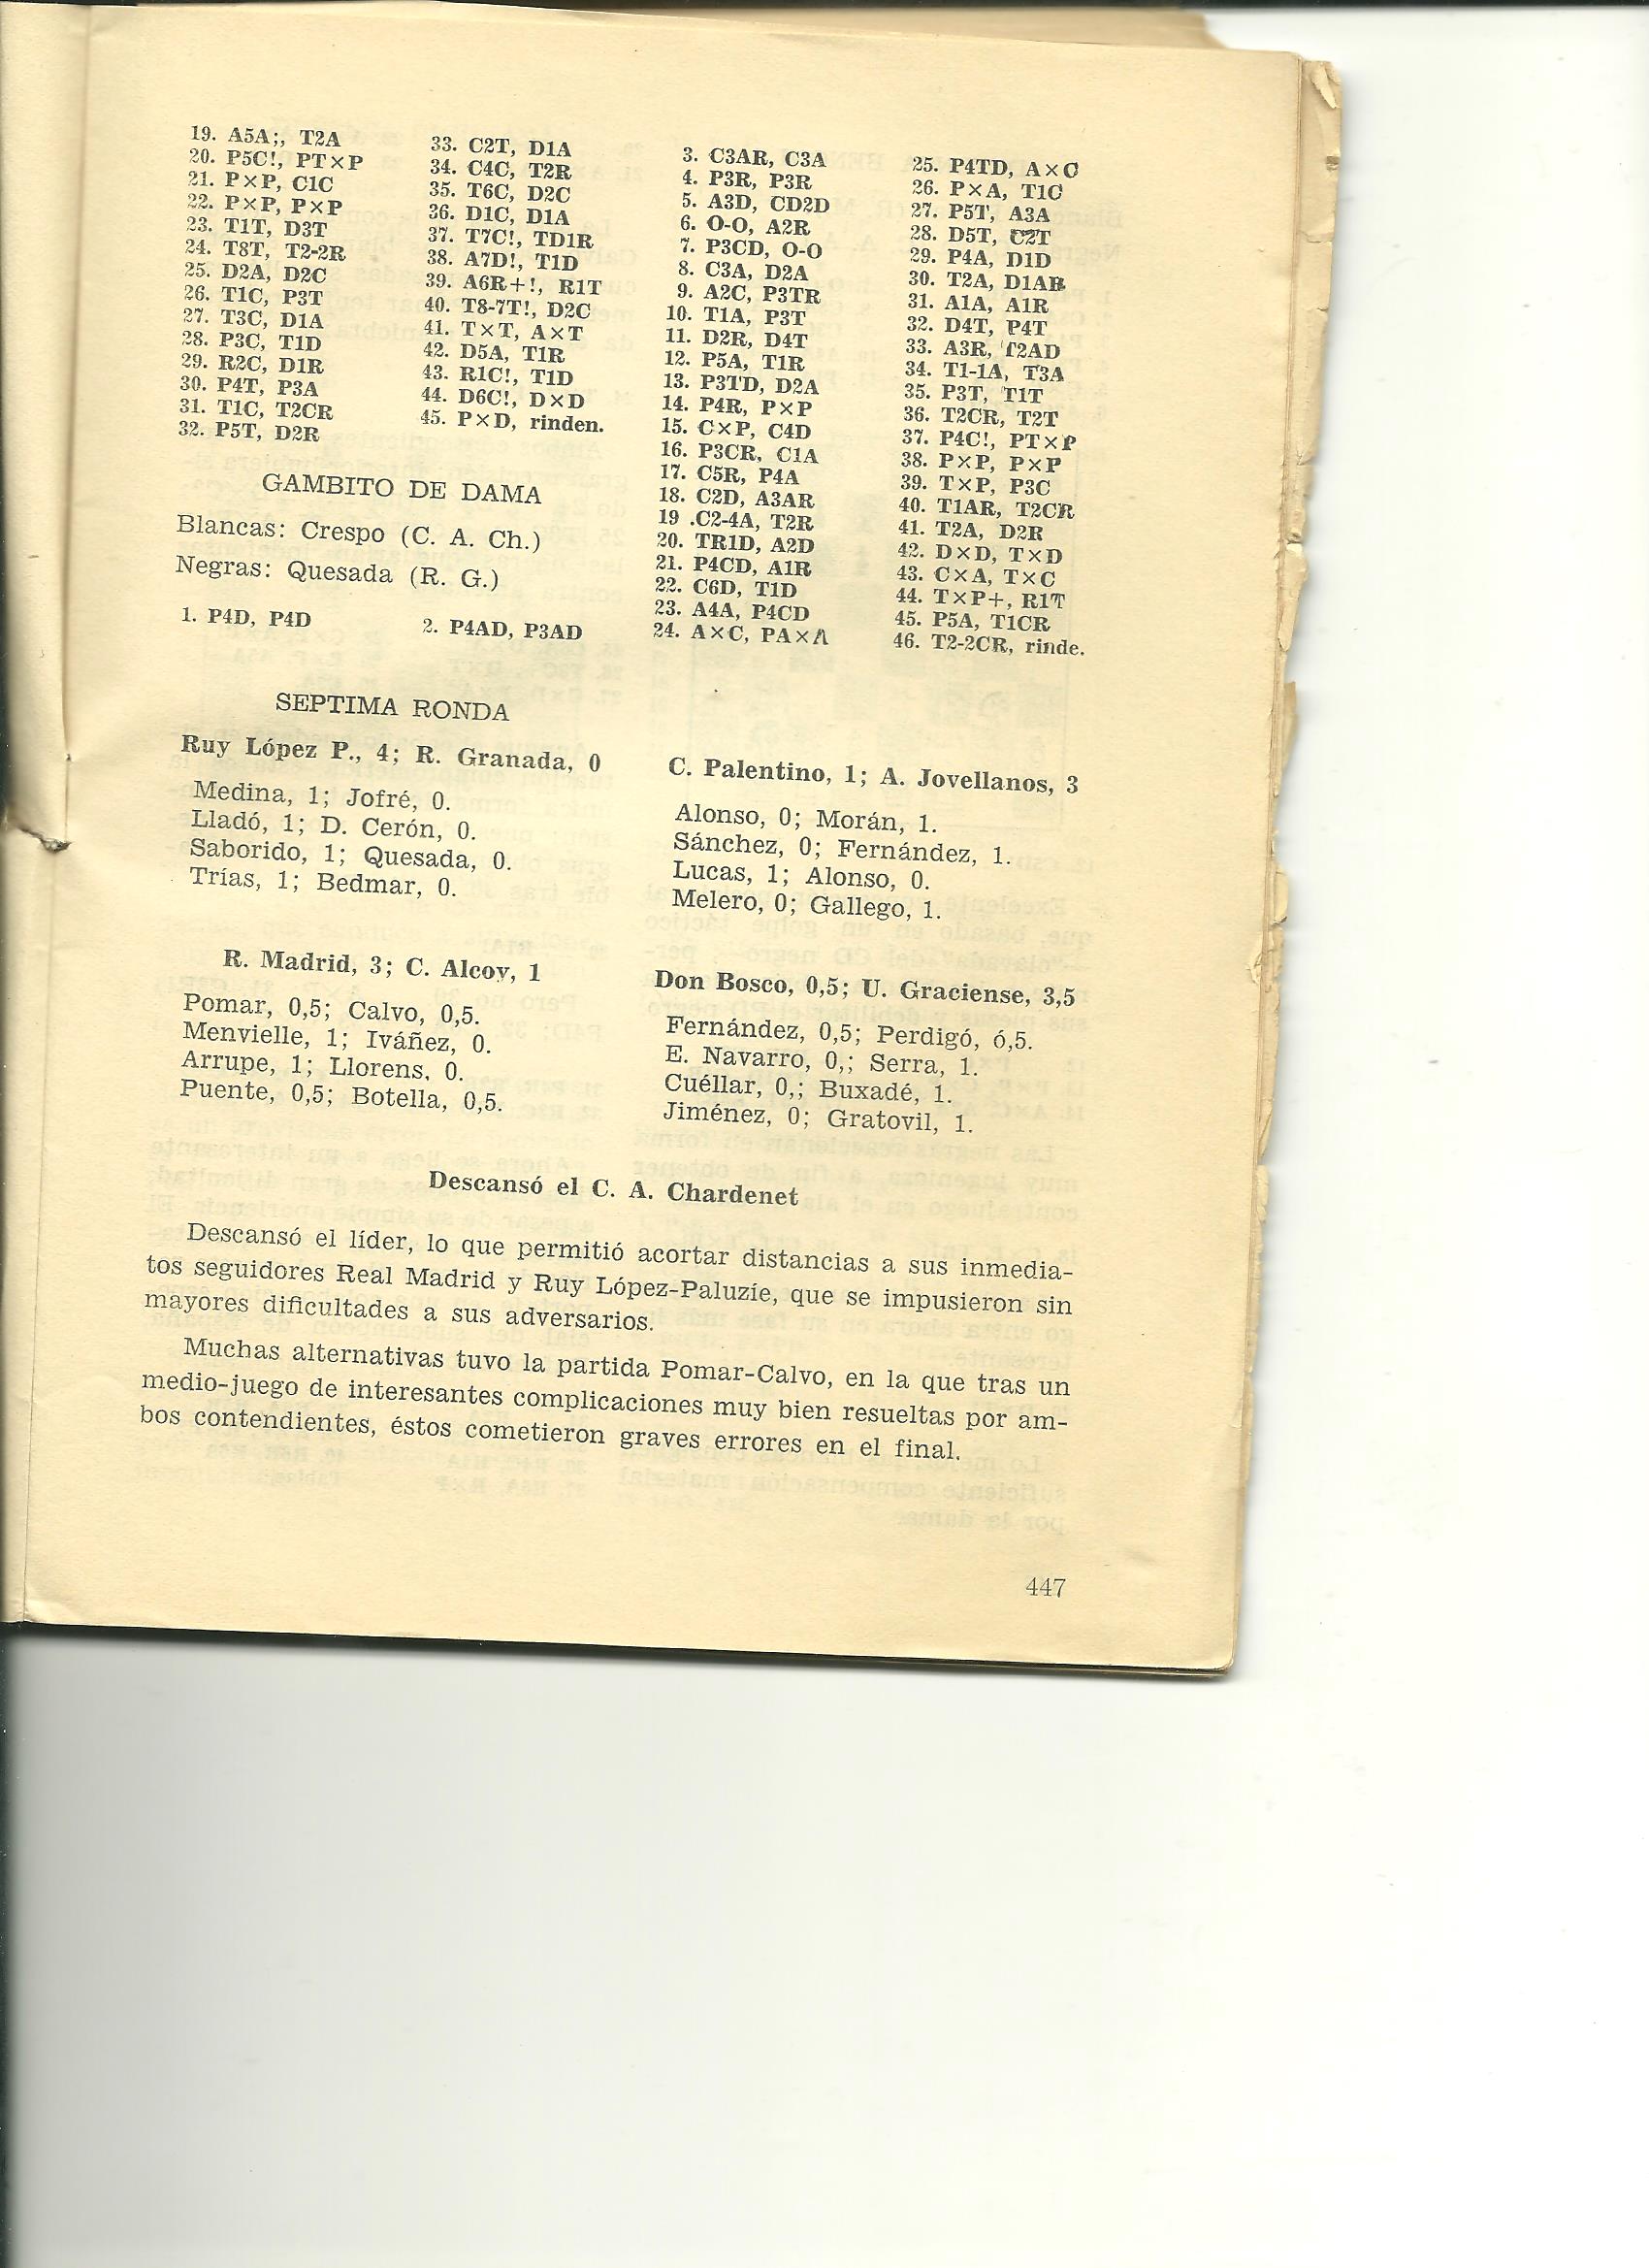 19. A5A;, T2A
20. P5C!, PT×P
21. P×P, C1C
22. P×P, P×P
23. T1T, D3T
24. T8T, T2-2R
25. D2A, D2C
26. T1C, P3T
27. T3C, D1A
28. P3C, T1D
29. R2C, D1R
30. P4T, P3A
31. T1C, T2CR
32. P5T, D2R
33. C2T, D1A
34. C4C, T2R
35. T6C, D2C
36. D1C, D1A
37. T7C!, TD1R
38. A7D!, T1D
39. A6R+!, R1T
40. T8-7T!, D2C
41. T×T, A×T
42. D5A, T1R
43. R1C!, T1D
44. D6C!, D×D
45. P×D, rinden.
GAMBITO DE DAMA
Blancas: Crespo (C. A. Ch.)
Negras: Quesada (R. G.)
1. P4D, P4D
2. P4AD, P3AD
3. C3AR, C3A
4. P3R, P3R
5. A3D, CD2D
6. O-O, A2R
7. P3CD, O-O
8. C3A, D2A
9. A2C, P3TR
10. T1A, P3T
11. D2R, D4T
12. P5A, T1R
13. P3TD, D2A
14. P4R, P×P
15. C×P, C4D
16. P3CR, C1A
17. C5R, P4A
18. C2D, A3AR
19 .C2-4A, T2R
20. TR1D, A2D
21. P4CD, A1R
22. C6D, T1D
23. A4A, P4CD
24. A×C, PA×A
25. P4TD, A×C
26. P×A, T1C
27. P5T, A3A
28. D5T, C2T
29. P4A, D1D
30. T2A, D1AR
31. A1A, A1R
32. D4T, P4T
33. A3R, T2AD
34. T1-1A, T3A
35. P3T, T1T
36. T2CR, T2T
37. P4C!, PT×P
38. P×P, P×P
39. T×P, P3C
40. T1AR, T2CR
41. T2A, D2R
42. D×D, T×D
43. C×A, T×C
44. T×P+, R1T
45. P5A, T1CR
46. T2-2CR, rinde.
SEPTIMA RONDA
Ruy López P., 4; R. Granada, 0
Medina, 1; Jofré, 0.
Lladó, 1; D. Cerón, 0.
Saborido, 1; Quesada, 0.
Trías, 1; Bedmar, 0.
C. Palentino, 1; A. Jovellanos, 3
Alonso, 0; Morán, 1.
Sánchez, 0; Fernández, 1.
Lucas, 1; Alonso, 0.
Melero, 0; Gallego, 1.
R. Madrid, 3; C. Alcoy, 1
Pomar, 0,5; Calvo, 0,5.
Menvielle, 1; Iváñez, 0.
Arrupe, 1; Llorens, 0.
Puente, 0,5; Botella, 0,5.
Don Bosco, 0,5; U. Graciense, 3,5
Fernández, 0,5; Perdigó, ó,5.
E. Navarro, 0,; Serra, 1.
Cuéllar, 0,; Buxadé, 1.
Jiménez, 0; Gratovil, 1.
Descansó el C. A. Chardenet
Descansó el líder, lo que permitió acortar distancias a sus inmedia-
tos seguidores Real Madrid y Ruy López-Paluzíe, que se impusieron sin
mayores dificultades a sus adversarios.
Muchas alternativas tuvo la partida Pomar-Calvo, en la que tras un
medio-juego de interesantes complicaciones muy bien resueltas por am-
bos contendientes, éstos cometieron graves errores en el final.
447